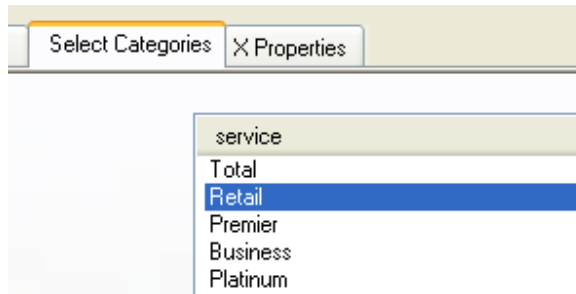 Select Categories X Properties
service
Total
Retail
Premier
Business
Platinum